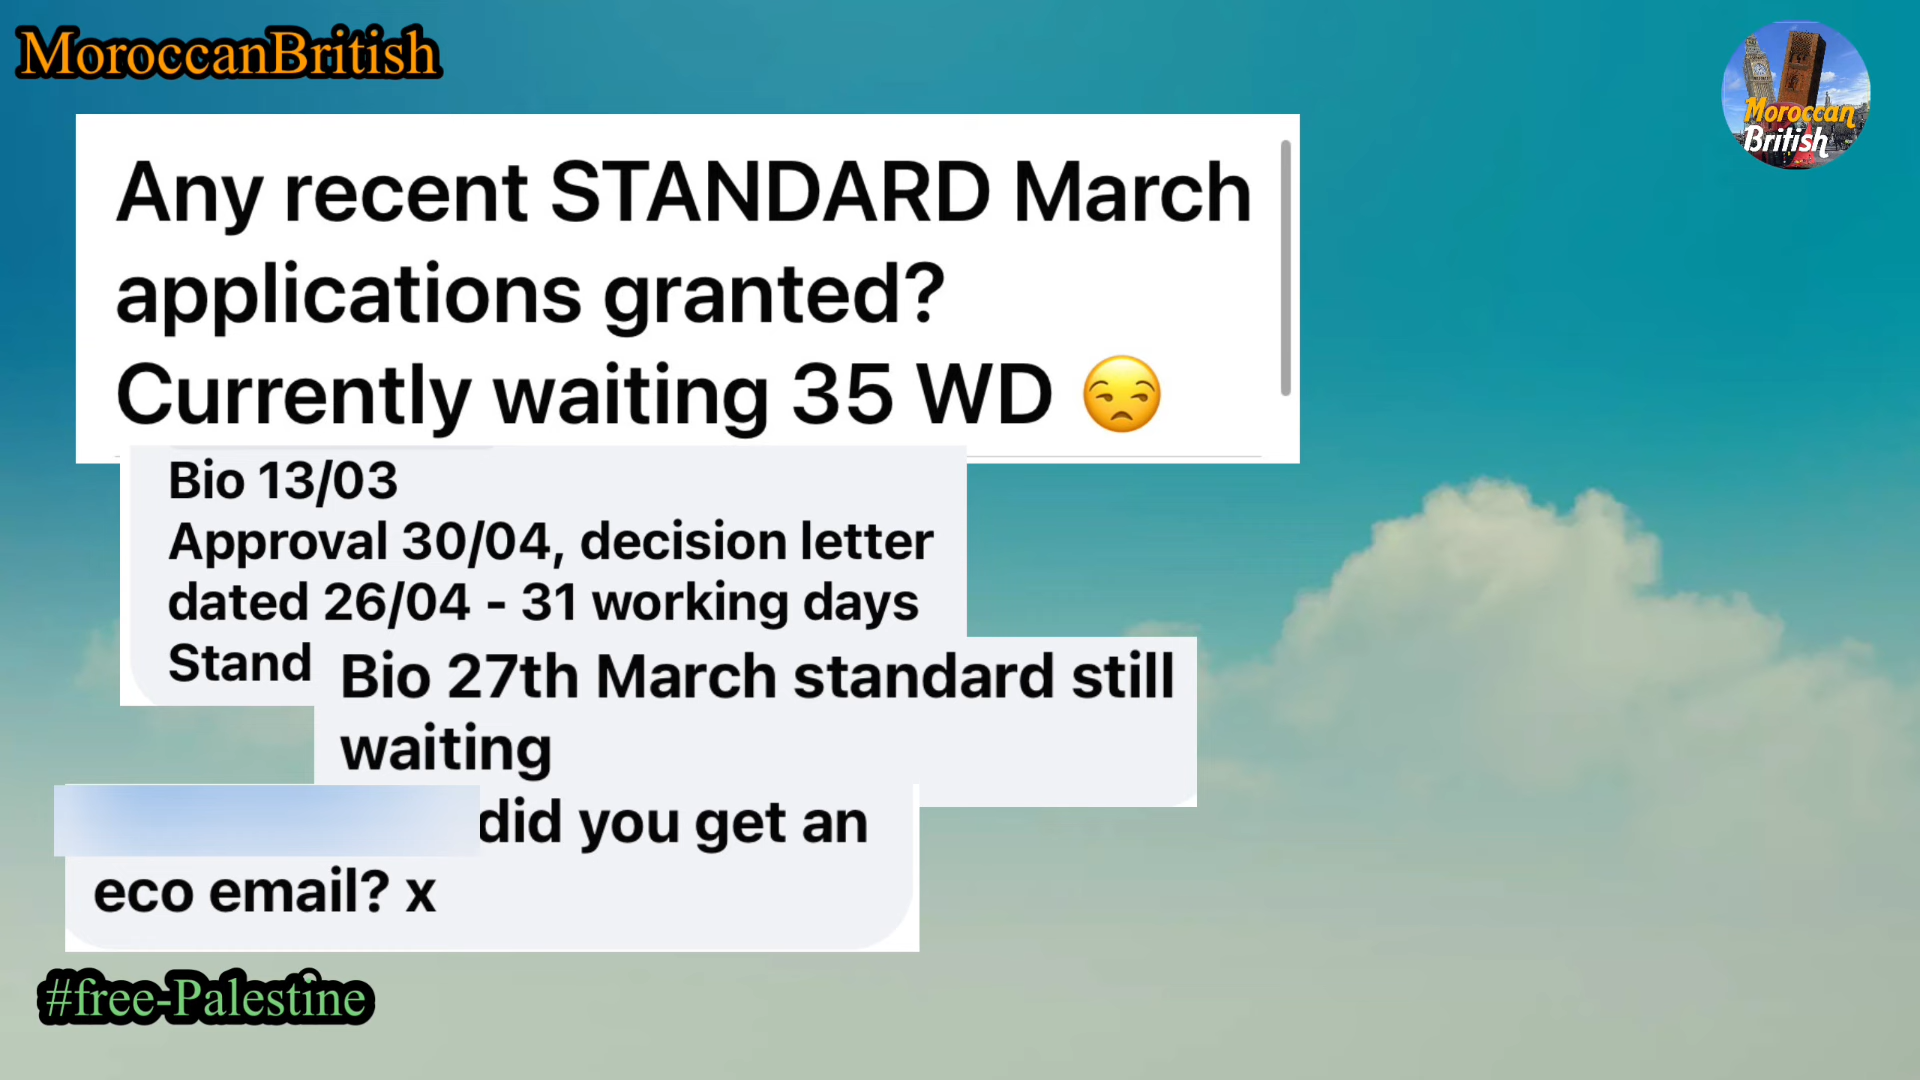 MoroccanBritish
Moroccan
British
Any recent STANDARD March
applications granted?
Currently waiting 35 WD 😒
Bio 13/03
Approval 30/04, decision letter
dated 26/04 - 31 working days
Stand
Bio 27th March standard still
waiting
did you get an
eco email? x
#free-Palestine